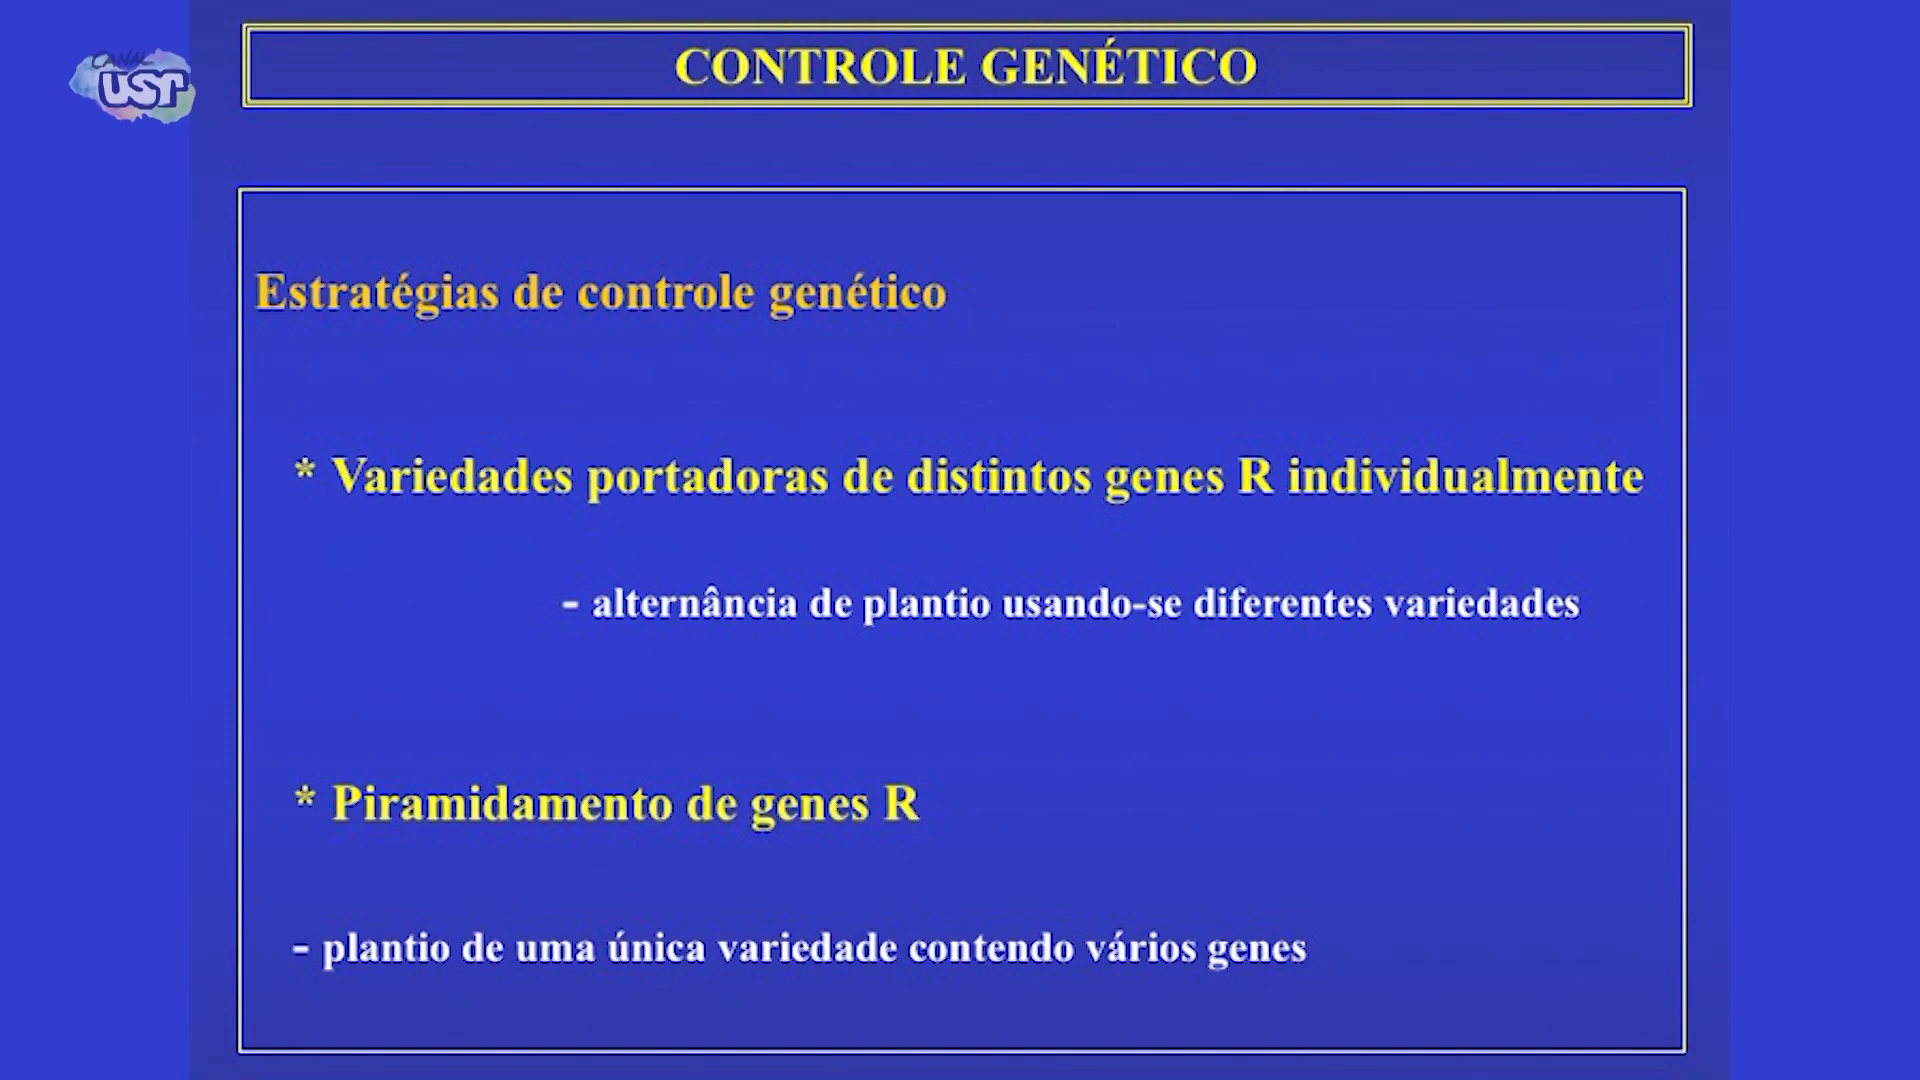 CANAL
USP
CONTROLE GENÉTICO
Estratégias de controle genético
* Variedades portadoras de distintos genes R individualmente
- alternância de plantio usando-se diferentes variedades
* Piramidamento de genes R
- plantio de uma única variedade contendo vários genes